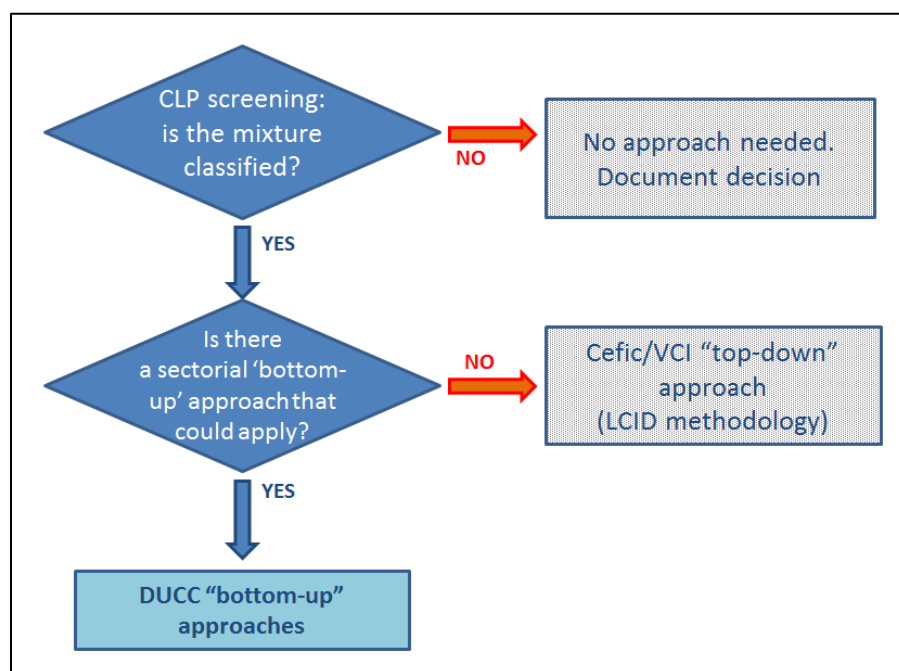 CLP screening:
is the mixture
classified?
NO
No approach needed.
Document decision
YES
Is there
a sectorial ‘bottom-
up’ approach that
could apply?
NO
Cefic/VCI “top-down”
approach
(LCID methodology)
YES
DUCC “bottom-up”
approaches